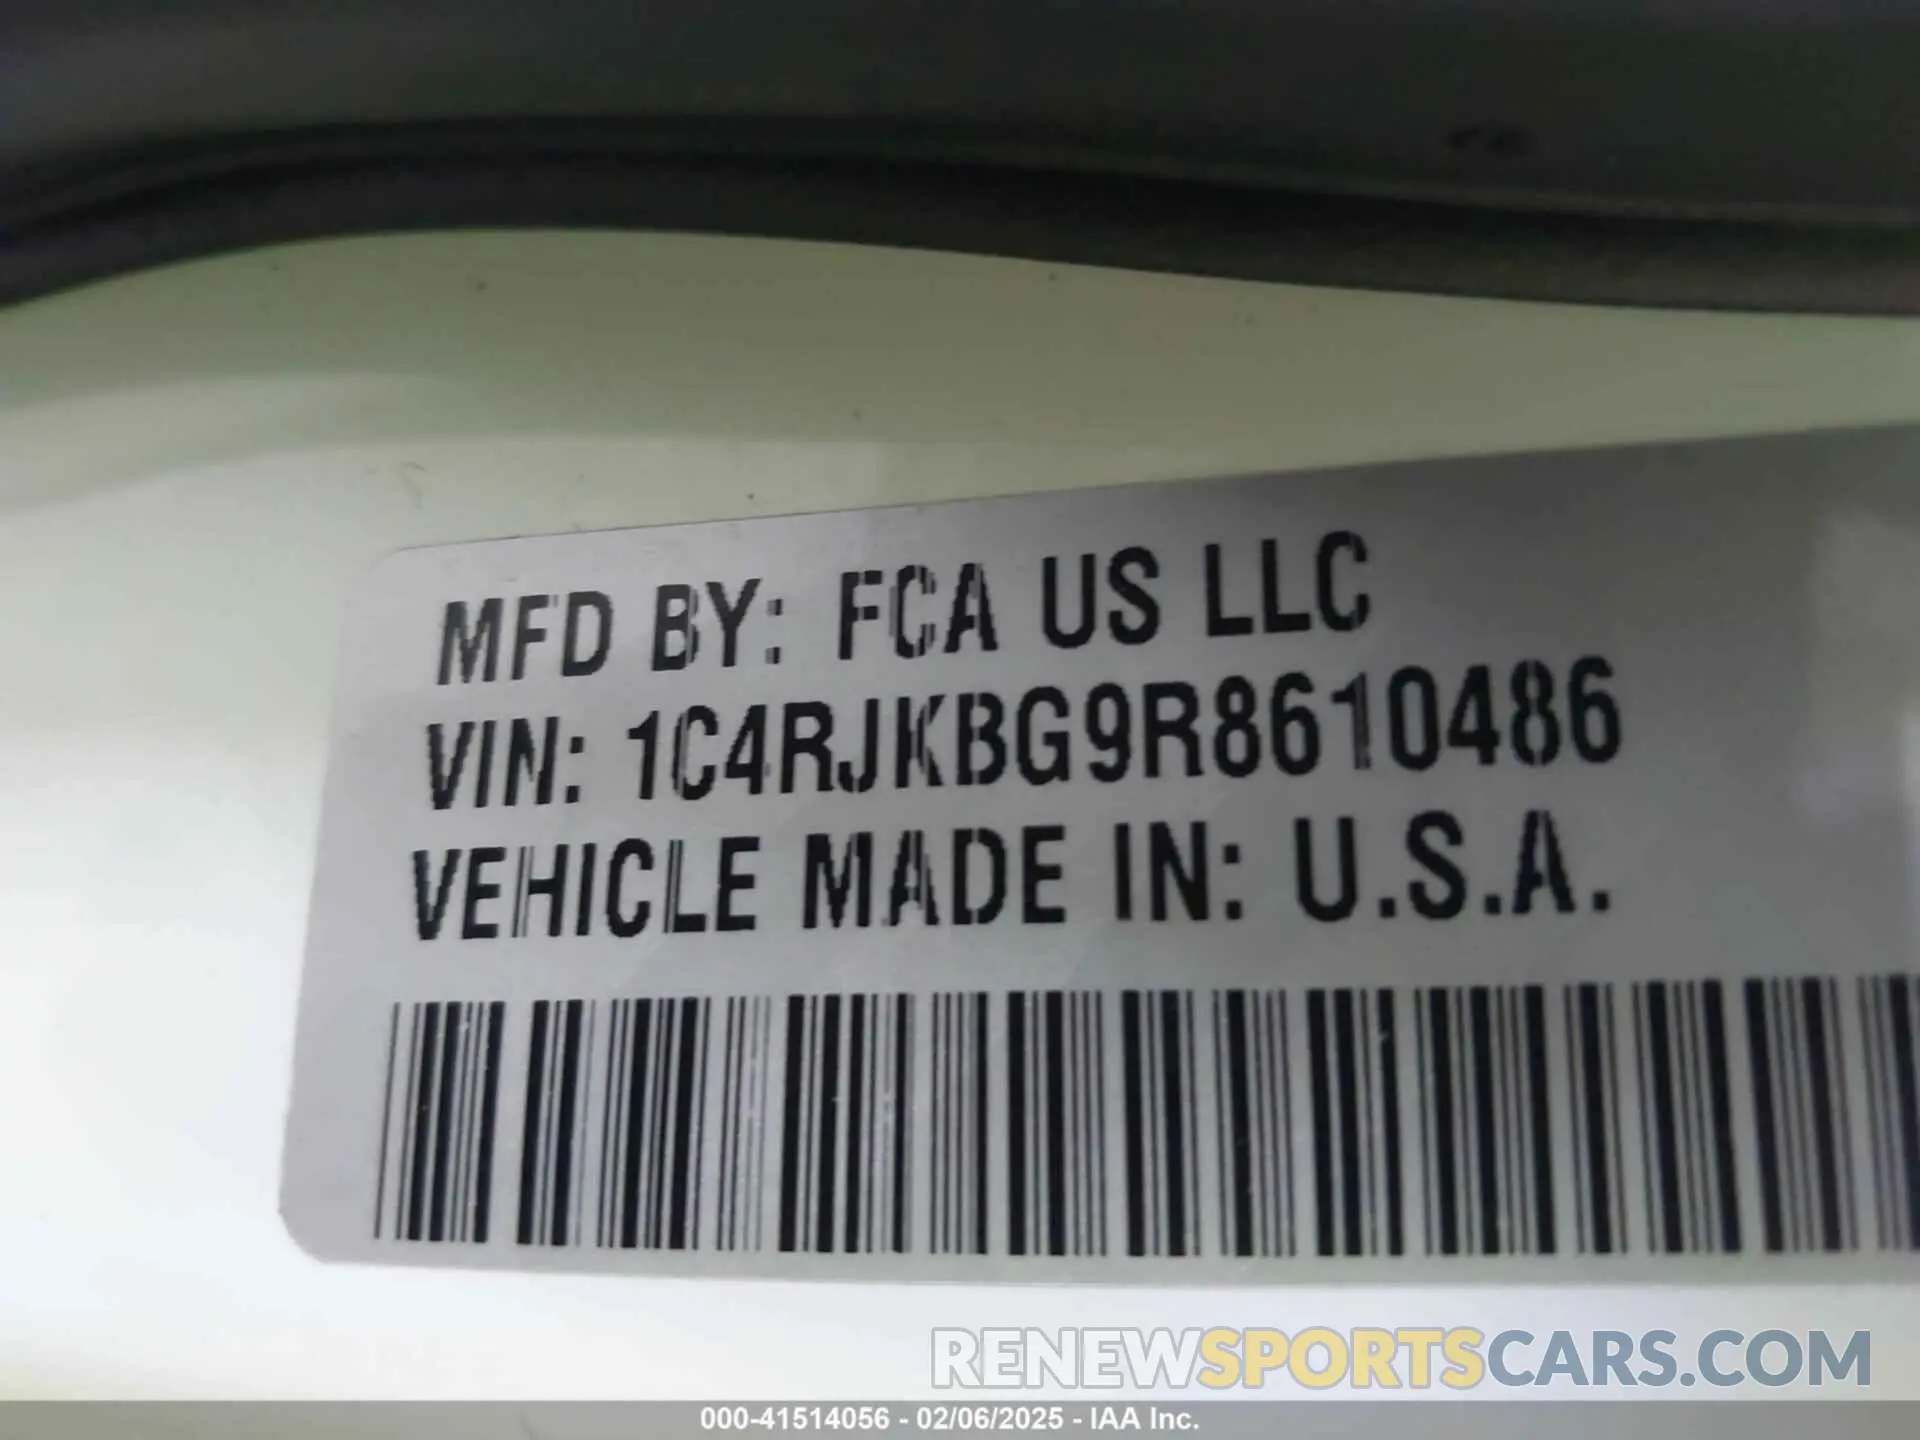 MFD BY: FCA US LLC
VIN: 1C4RJKBG9R8610486
VEHICLE MADE IN: U.S.A.
RENEWSPORTSCARS.COM
000-41514056 - 02/06/2025 - IAA Inc.